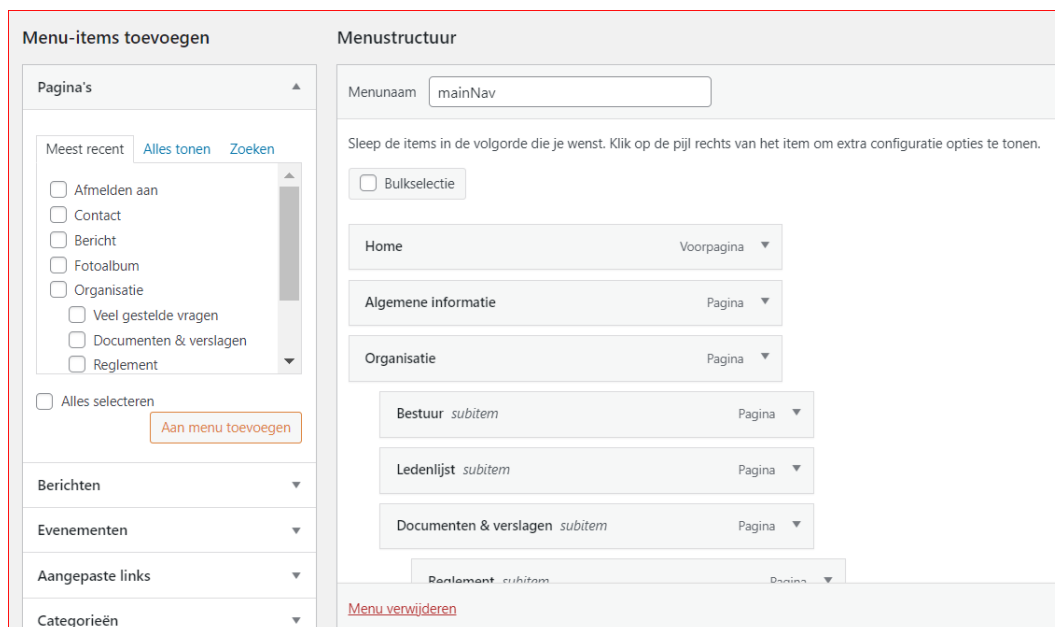 Menu-items toevoegen
Pagina's
Meest recent Alles tonen Zoeken
Afmelden aan
Contact
Bericht
Fotoalbum
Organisatie
Veel gestelde vragen
Documenten & verslagen
Reglement
Alles selecteren
Aan menu toevoegen
Berichten
Evenementen
Aangepaste links
Categorieën
Menustructuur
Menunaam mainNav
Sleep de items in de volgorde die je wenst. Klik op de pijl rechts van het item om extra configuratie opties te tonen.
Bulkselectie
Home Voorpagina
Algemene informatie Pagina
Organisatie Pagina
Bestuur subitem Pagina
Ledenlijst subitem Pagina
Documenten & verslagen subitem Pagina
Reglement subitem Pagina
Menu verwijderen